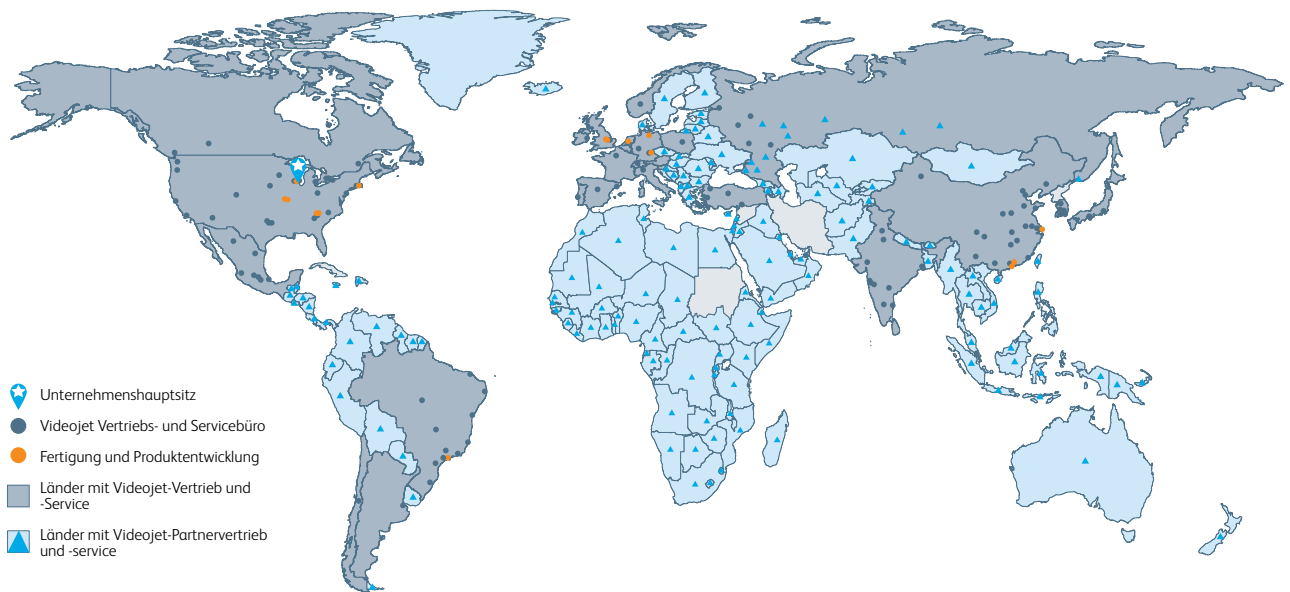 Unternehmenshauptsitz
Videojet Vertriebs- und Servicebüro
Fertigung und Produktentwicklung
Länder mit Videojet-Vertrieb und
-Service
Länder mit Videojet-Partnervertrieb
und -service